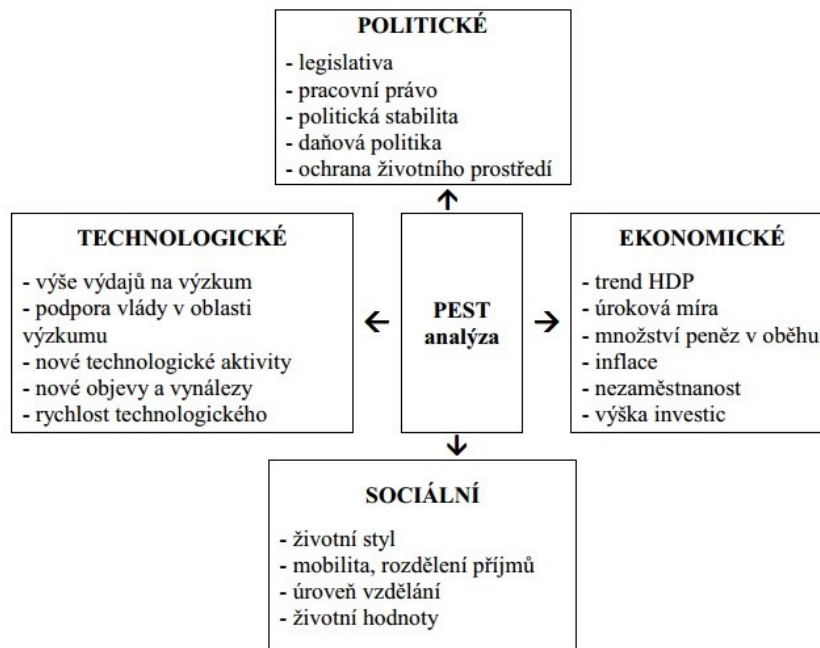 POLITICKÉ
- legislativa
- pracovní právo
- politická stabilita
- daňová politika
- ochrana životního prostředí
TECHNOLOGICKÉ
- výše výdajů na výzkum
- podpora vlády v oblasti
výzkumu
- nové technologické aktivity
- nové objevy a vynálezy
- rychlost technologického
PEST
analýza
EKONOMICKÉ
- trend HDP
- úroková míra
- množství peněz v oběhu
- inflace
- nezaměstnanost
- výška investic
SOCIÁLNÍ
- životní styl
- mobilita, rozdělení příjmů
- úroveň vzdělání
- životní hodnoty